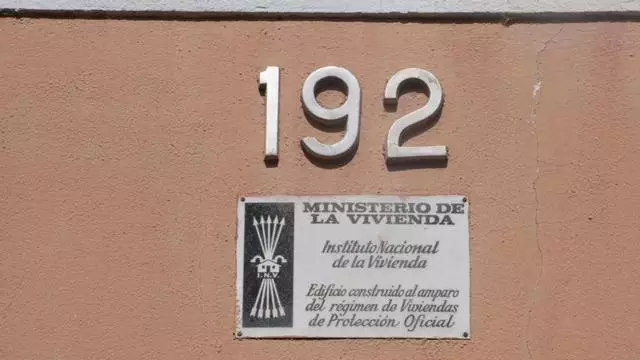 192
MINISTERIO DE
LA VIVIENDA
Instituto Nacional
de la Vivienda
I.N.V.
Edificio construido al amparo
del régimen de Viviendas
de Protección Oficial